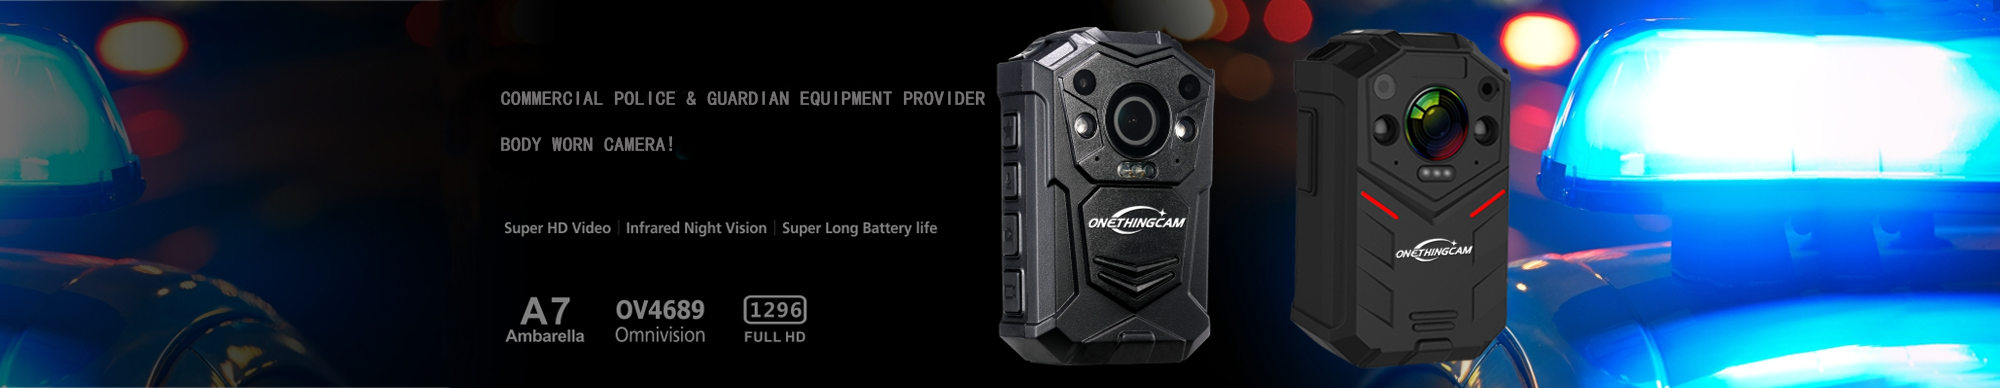 COMMERCIAL POLICE & GUARDIAN EQUIPMENT PROVIDER
BODY WORN CAMERA!
Super HD Video | Infrared Night Vision | Super Long Battery life
A7 OV4689 1296
Ambarella Omnivision FULL HD
ONETHINGCAM
ONETHINGCAM